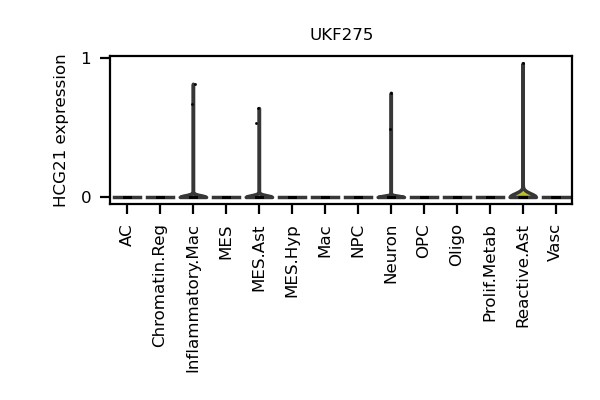 UKF275
HCG21 expression
1
0
AC
Chromatin.Reg
Inflammatory.Mac
MES
MES.Ast
MES.Hyp
Mac
NPC
Neuron
OPC
Oligo
Prolif.Metab
Reactive.Ast
Vasc